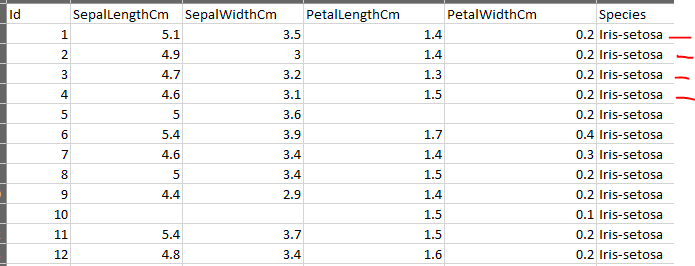 Id SepalLengthCm SepalWidthCm PetalLengthCm PetalWidthCm Species
1 5.1 3.5 1.4 0.2 Iris-setosa
2 4.9 3 1.4 0.2 Iris-setosa
3 4.7 3.2 1.3 0.2 Iris-setosa
4 4.6 3.1 1.5 0.2 Iris-setosa
5 5 3.6 0.2 Iris-setosa
6 5.4 3.9 1.7 0.4 Iris-setosa
7 4.6 3.4 1.4 0.3 Iris-setosa
8 5 3.4 1.5 0.2 Iris-setosa
9 4.4 2.9 1.4 0.2 Iris-setosa
10 1.5 0.1 Iris-setosa
11 5.4 3.7 1.5 0.2 Iris-setosa
12 4.8 3.4 1.6 0.2 Iris-setosa